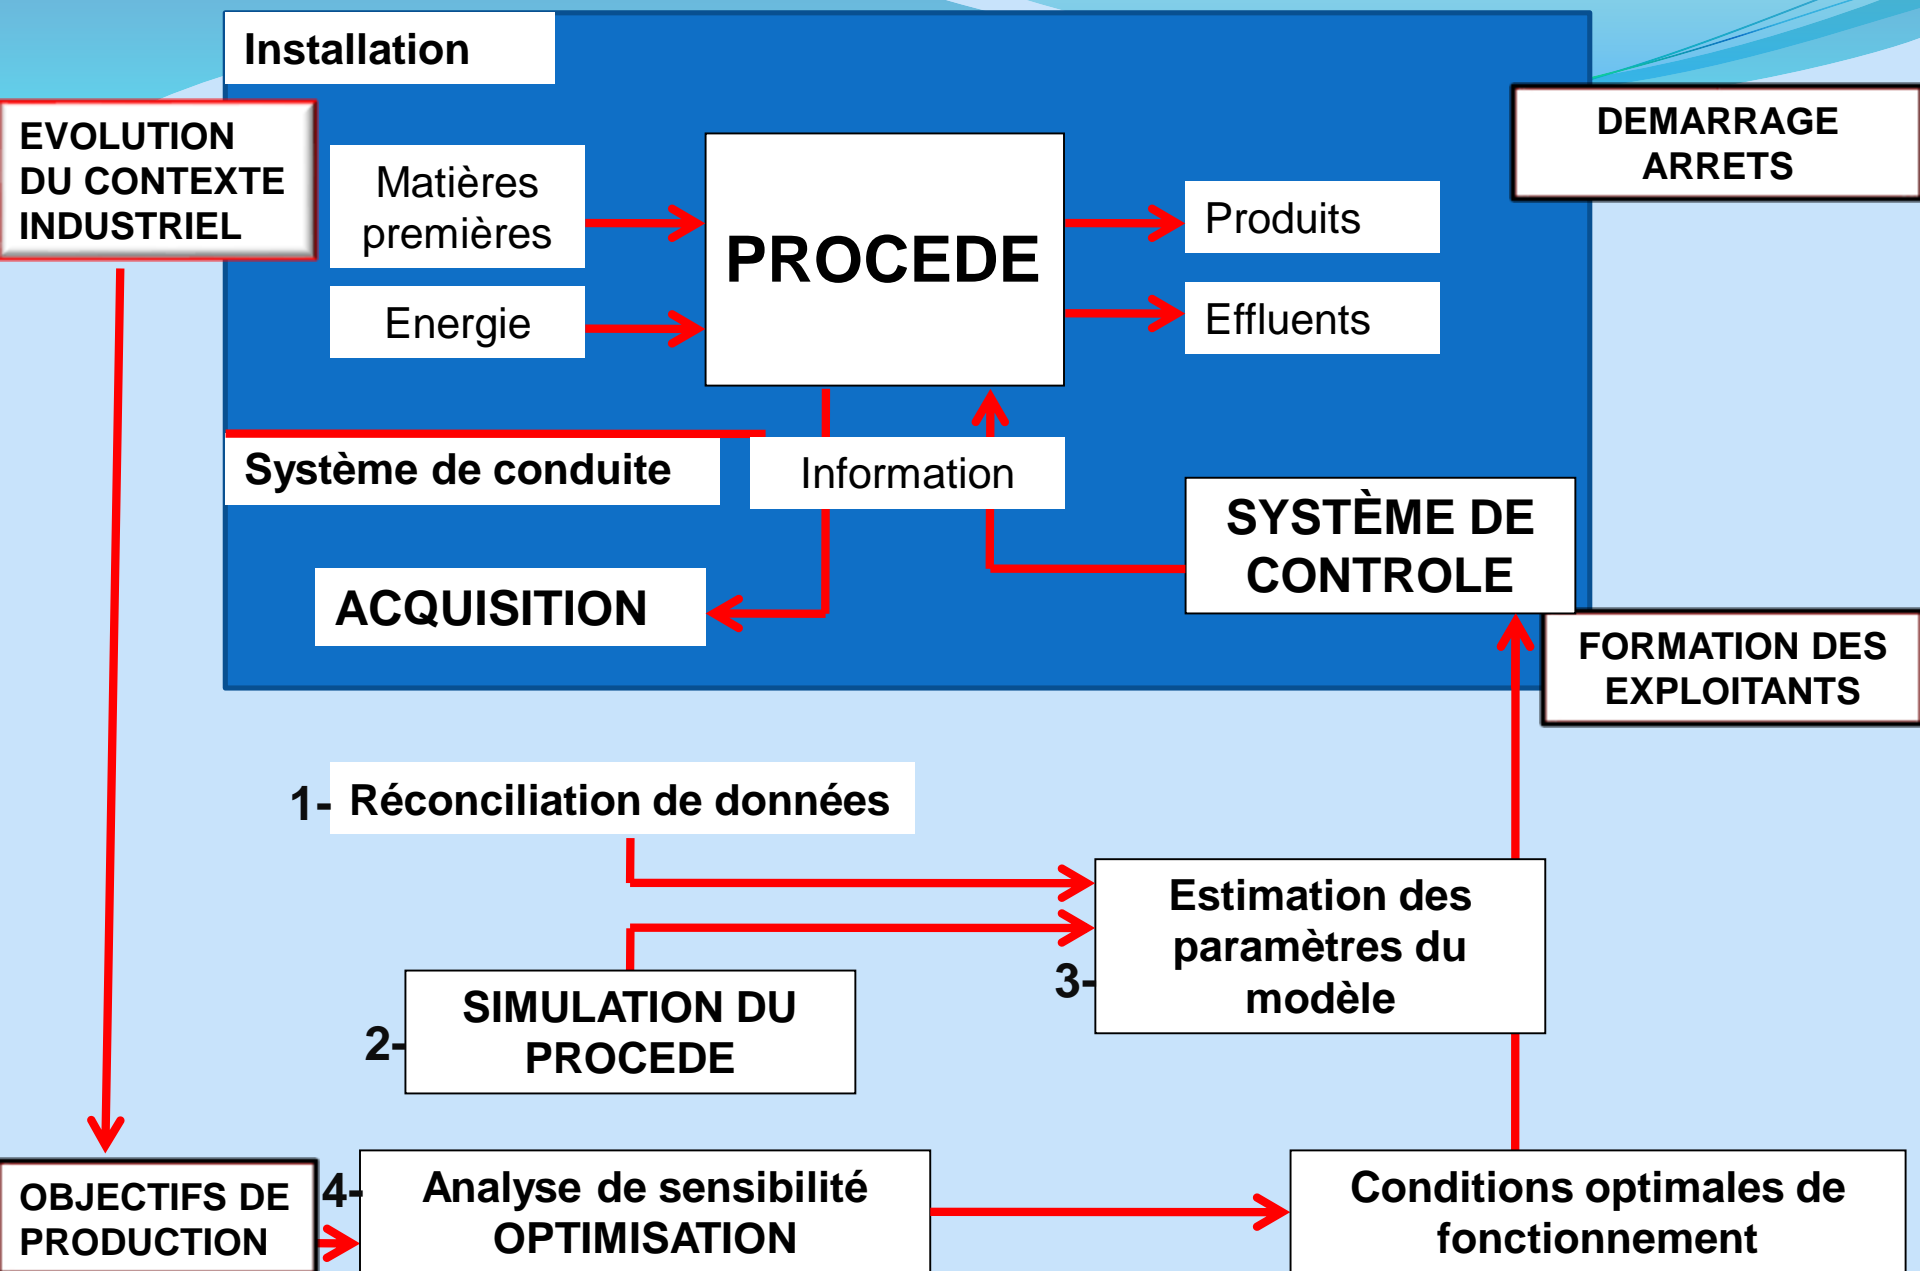 Installation
EVOLUTION
DU CONTEXTE
INDUSTRIEL
DEMARRAGE
ARRETS
Matières
premières
PROCEDE
Produits
Energie
Effluents
Système de conduite
Information
SYSTÈME DE
CONTROLE
ACQUISITION
FORMATION DES
EXPLOITANTS
1- Réconciliation de données
Estimation des
paramètres du
3-
modèle
SIMULATION DU
2-
PROCEDE
OBJECTIFS DE
PRODUCTION
4-
Analyse de sensibilité
OPTIMISATION
Conditions optimales de
fonctionnement